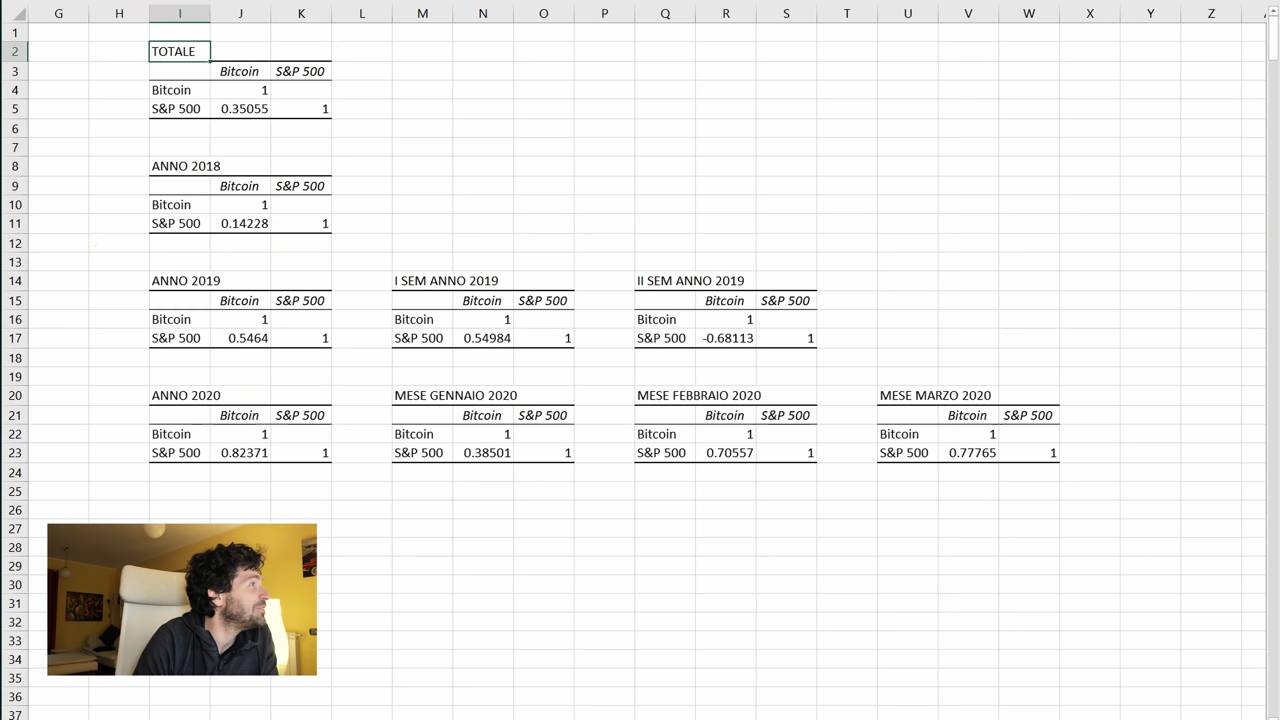 G H I J K L M N O P Q R S T U V W X Y Z
1
2 TOTALE
3 Bitcoin S&P 500
4 Bitcoin 1
5 S&P 500 0.35055 1
6
7
8 ANNO 2018
9 Bitcoin S&P 500
10 Bitcoin 1
11 S&P 500 0.14228 1
12
13
14 ANNO 2019 I SEM ANNO 2019 II SEM ANNO 2019
15 Bitcoin S&P 500 Bitcoin S&P 500 Bitcoin S&P 500
16 Bitcoin 1 Bitcoin 1 Bitcoin 1
17 S&P 500 0.5464 1 S&P 500 0.54984 1 S&P 500 -0.68113 1
18
19
20 ANNO 2020 MESE GENNAIO 2020 MESE FEBBRAIO 2020 MESE MARZO 2020
21 Bitcoin S&P 500 Bitcoin S&P 500 Bitcoin S&P 500 Bitcoin S&P 500
22 Bitcoin 1 Bitcoin 1 Bitcoin 1 Bitcoin 1
23 S&P 500 0.82371 1 S&P 500 0.38501 1 S&P 500 0.70557 1 S&P 500 0.77765 1
24
25
26
27
28
29
30
31
32
33
34
35
36
37